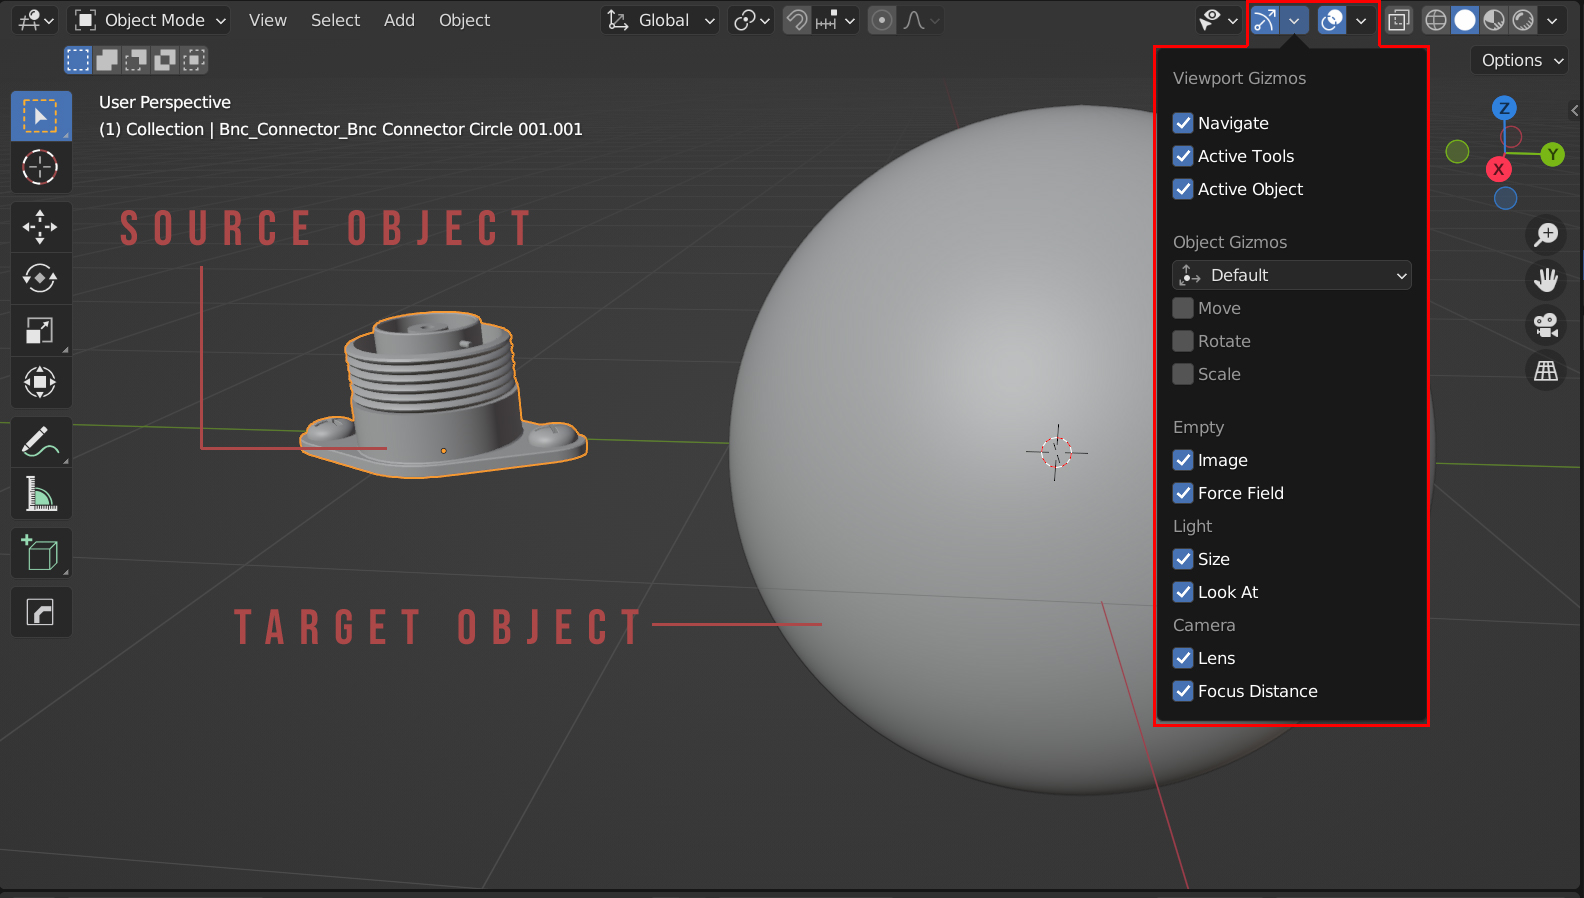 Object Mode View Select Add Object Global
Options
User Perspective
(1) Collection | Bnc_Connector_Bnc Connector Circle 001.001
SOURCE OBJECT
TARGET OBJECT
Viewport Gizmos
Navigate
Active Tools
Active Object
Object Gizmos
Default
Move
Rotate
Scale
Empty
Image
Force Field
Light
Size
Look At
Camera
Lens
Focus Distance
Z
Y
X